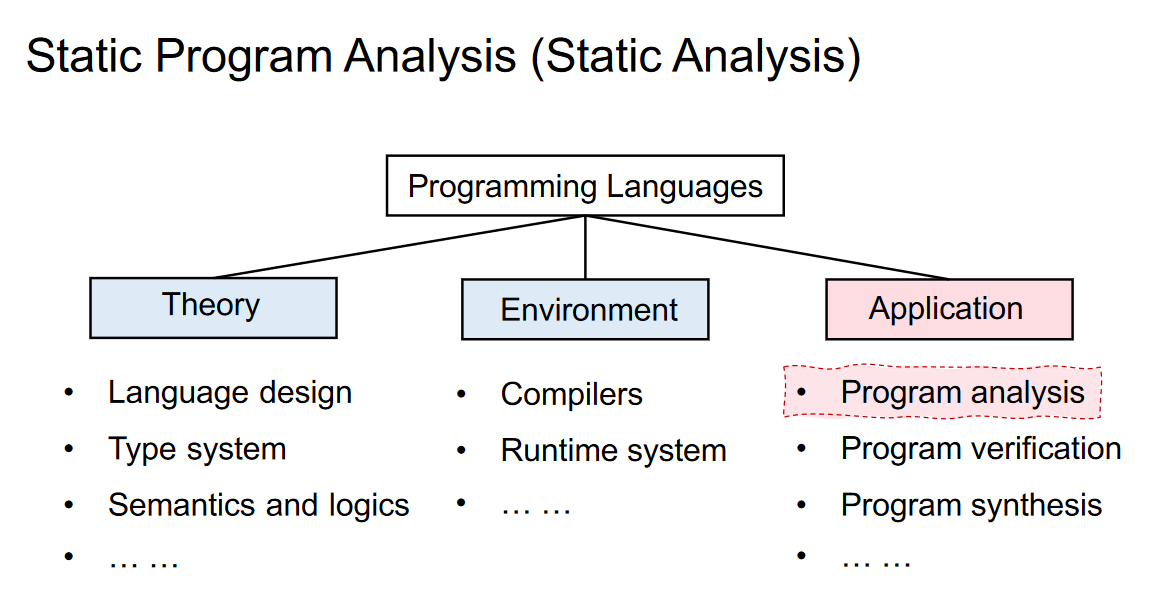 Static Program Analysis (Static Analysis)
Programming Languages
Theory
• Language design
• Type system
• Semantics and logics
• … …
Environment
• Compilers
• Runtime system
• … …
Application
• Program analysis
• Program verification
• Program synthesis
• … …